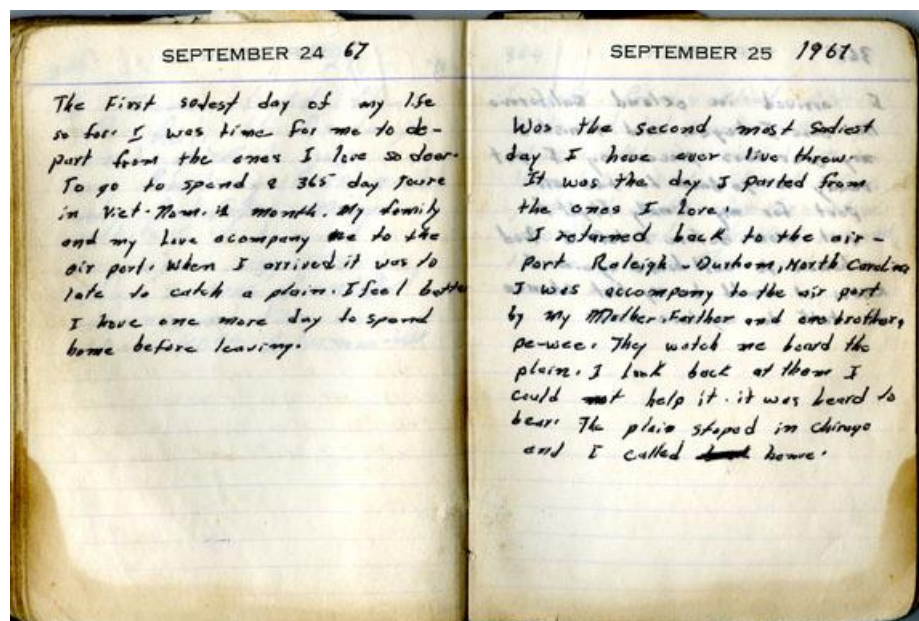 SEPTEMBER 24 67
The First sadest day of my life
so for. I was time for me to de-
part from the ones I love so dear.
To go to spend a 365 day toure
in Viet-Nam. 12 month. My family
and my Love acompany me to the
air port. When I arrived it was to
late to catch a plain. I feel better
I have one more day to spend
home before leaving.
SEPTEMBER 25 1967
Was the second most sadiest
day I have ever live threw.
It was the day I parted from
the ones I love.
I returned back to the air-
port Raleigh-Durham, North Carolina
I was accompany to the air port
by my Mother, Farther and one brother,
pe-wee. They watch me board the
plain. I look back at them I
could not help it. it was heard to
bear. The plain stoped in chicago
and I called home.